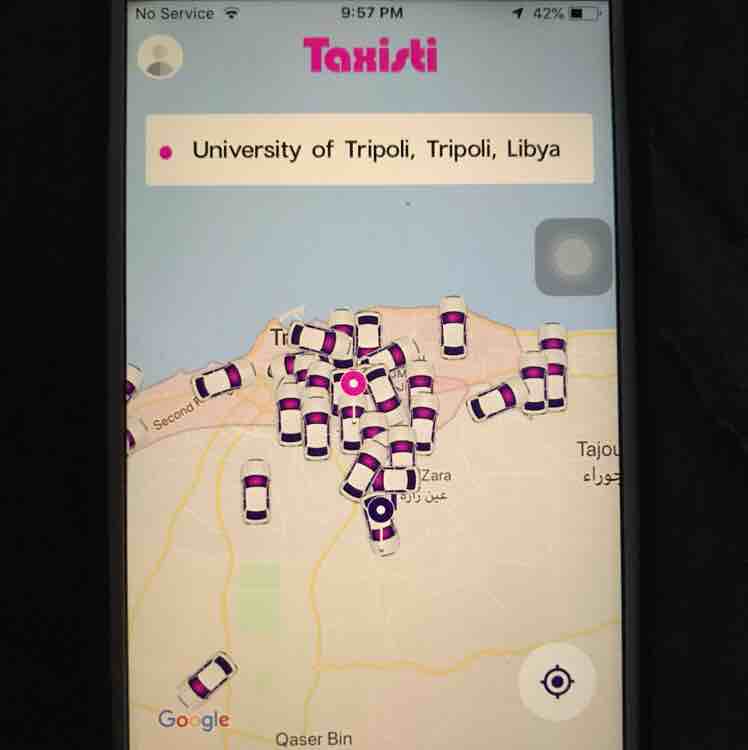 No Service 9:57 PM 42%
Taxisti
University of Tripoli, Tripoli, Libya
Second R
Tajou
جوراء
Zara
عين زارة
Google
Qaser Bin